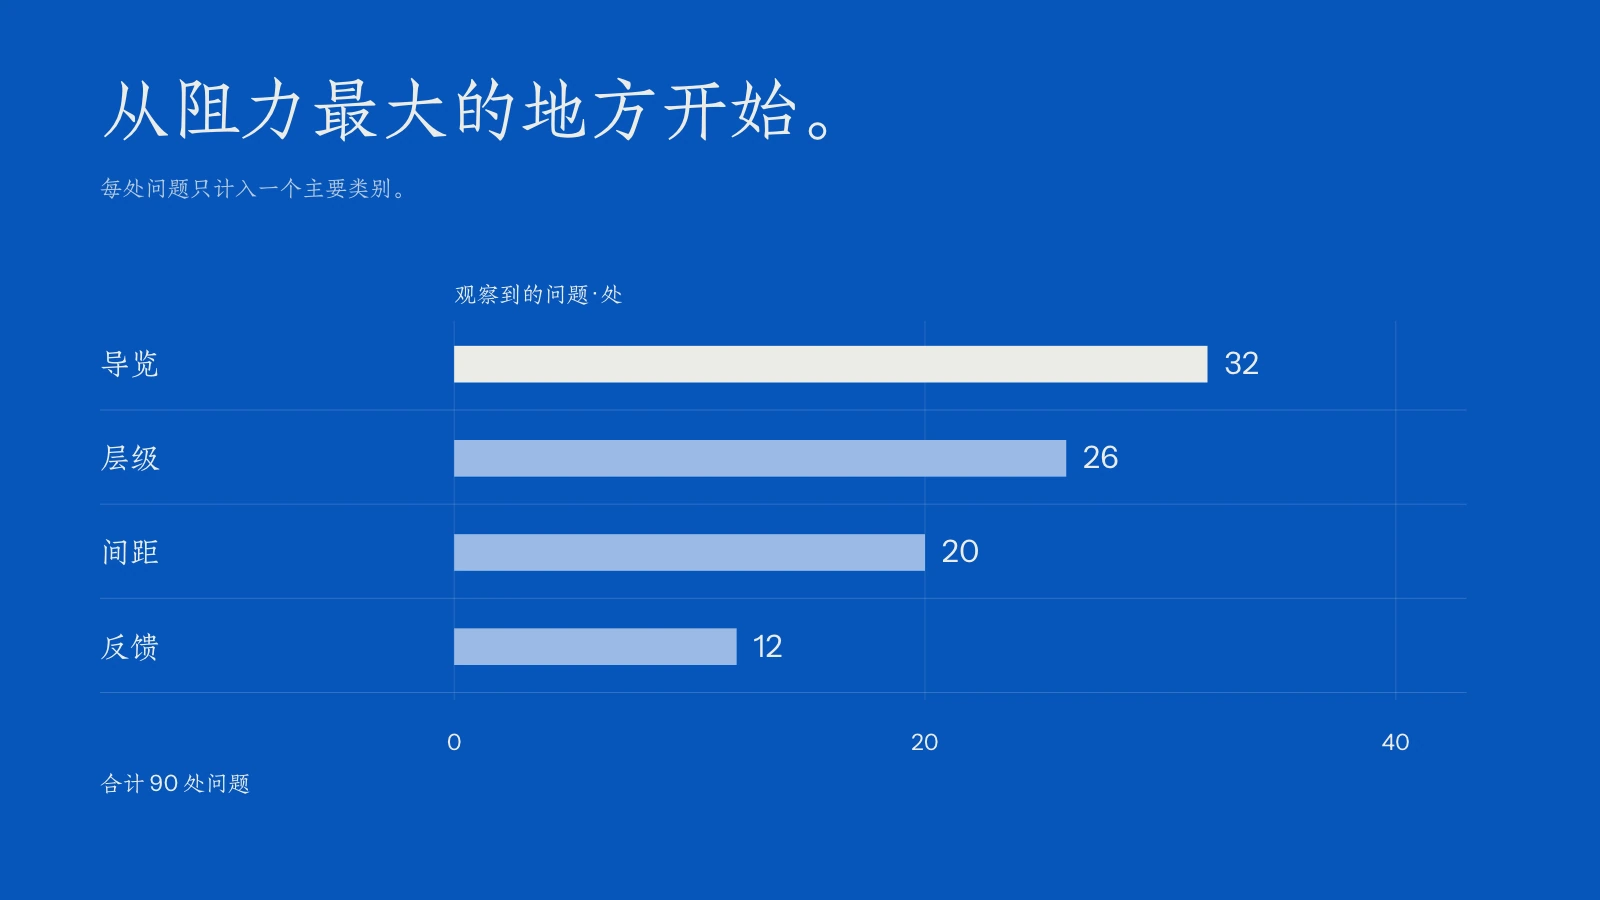 从阻力最大的地方开始。
每处问题只计入一个主要类别。
观察到的问题·处
导览 32
层级 26
间距 20
反馈 12
0 20 40
合计 90 处问题